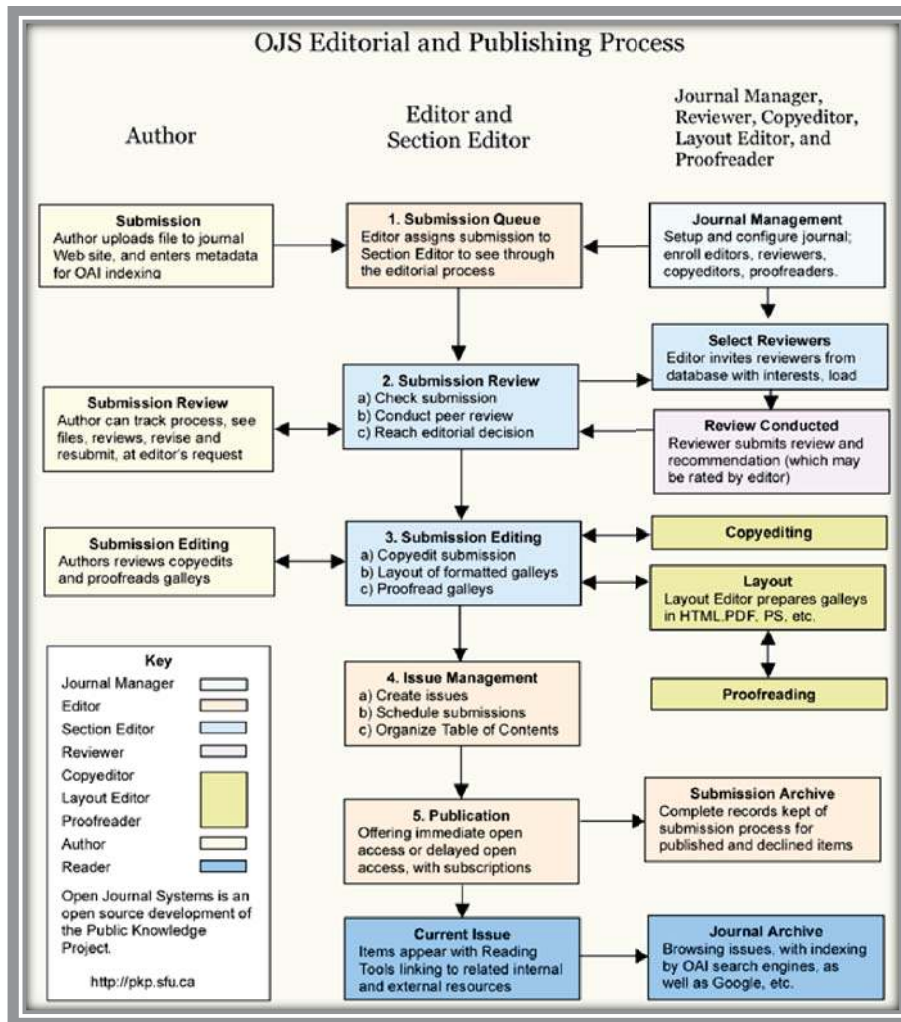 OJS Editorial and Publishing Process
Author
Editor and
Section Editor
Journal Manager,
Reviewer, Copyeditor,
Layout Editor, and
Proofreader
Submission
Author uploads file to journal
Web site, and enters metadata
for OAI indexing
1. Submission Queue
Editor assigns submission to
Section Editor to see through
the editorial process
Journal Management
Setup and configure journal;
enroll editors, reviewers,
copyeditors, proofreaders.
Select Reviewers
Editor invites reviewers from
database with interests, load
2. Submission Review
a) Check submission
b) Conduct peer review
c) Reach editorial decision
Submission Review
Author can track process, see
files, reviews, revise and
resubmit, at editor's request
Review Conducted
Reviewer submits review and
recommendation (which may
be rated by editor)
3. Submission Editing
a) Copyedit submission
b) Layout of formatted galleys
c) Proofread galleys
Submission Editing
Authors reviews copyedits
and proofreads galleys
Copyediting
Layout
Layout Editor prepares galleys
in HTML.PDF, PS, etc.
Proofreading
4. Issue Management
a) Create issues
b) Schedule submissions
c) Organize Table of Contents
Key
Journal Manager
Editor
Section Editor
Reviewer
Copyeditor
Layout Editor
Proofreader
Author
Reader
Open Journal Systems is an
open source development of
the Public Knowledge
Project.
http://pkp.sfu.ca
5. Publication
Offering immediate open
access or delayed open
access, with subscriptions
Submission Archive
Complete records kept of
submission process for
published and declined items
Current Issue
Items appear with Reading
Tools linking to related internal
and external resources
Journal Archive
Browsing issues, with indexing
by OAI search engines, as
well as Google, etc.